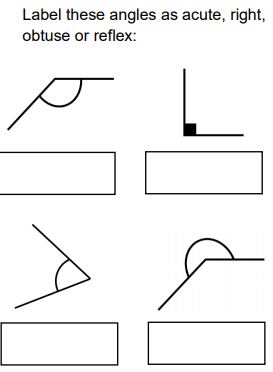 Label these angles as acute, right,
obtuse or reflex: